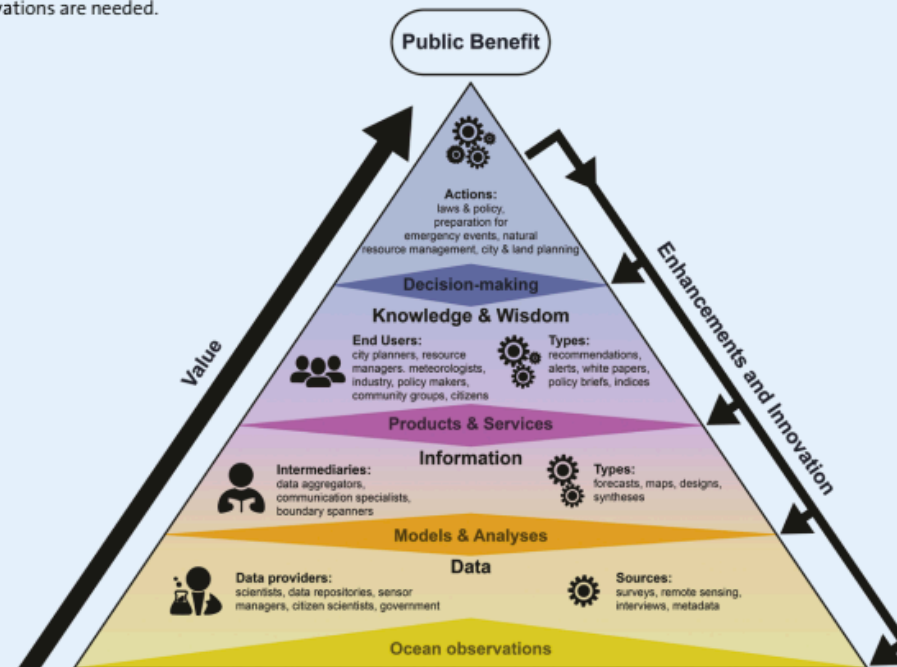 vations are needed.
Public Benefit
Actions:
laws & policy,
preparation for
emergency events, natural
resource management, city & land planning
Decision-making
Knowledge & Wisdom
End Users:
city planners, resource
managers. meteorologists,
industry, policy makers,
community groups, citizens
Types:
recommendations,
alerts, white papers,
policy briefs, indices
Products & Services
Information
Intermediaries:
data aggregators,
communication specialists,
boundary spanners
Types:
forecasts, maps, designs,
syntheses
Models & Analyses
Data
Data providers:
scientists, data repositories, sensor
managers, citizen scientists, government
Sources:
surveys, remote sensing,
interviews, metadata
Ocean observations
Value
Enhancements and Innovation